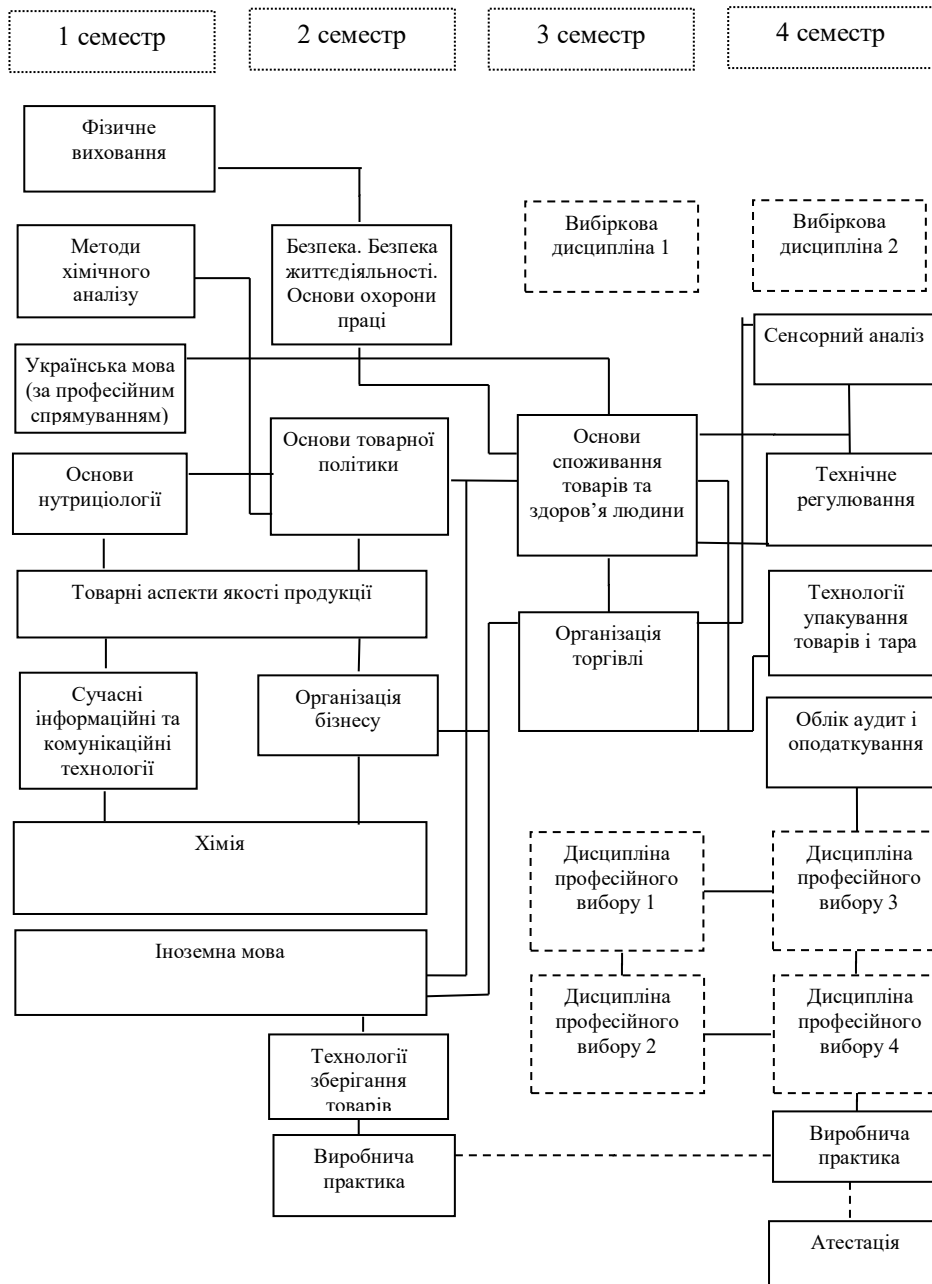 1 семестр
2 семестр
3 семестр
4 семестр
Фізичне
виховання
Методи
хімічного
аналізу
Безпека. Безпека
життєдіяльності.
Основи охорони
праці
Вибіркова
дисципліна 1
Вибіркова
дисципліна 2
Сенсорний аналіз
Українська мова
(за професійним
спрямуванням)
Основи товарної
політики
Основи
споживання
товарів та
здоров’я людини
Технічне
регулювання
Основи
нутриціології
Товарні аспекти якості продукції
Технології
упакування
товарів і тара
Організація
торгівлі
Сучасні
інформаційні та
комунікаційні
технології
Організація
бізнесу
Облік аудит і
оподаткування
Хімія
Дисципліна
професійного
вибору 1
Дисципліна
професійного
вибору 3
Іноземна мова
Дисципліна
професійного
вибору 2
Дисципліна
професійного
вибору 4
Технології
зберігання
товарів
Виробнича
практика
Виробнича
практика
Атестація